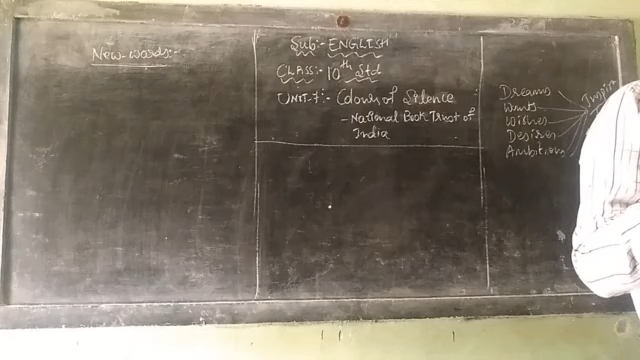 New-words:-
Sub:- ENGLISH
CLASS:- 10th Std
UNIT-7:- Colours of Silence
- National Book Trust of
India
Dreams
Wants
Wishes
Desires
Ambitions